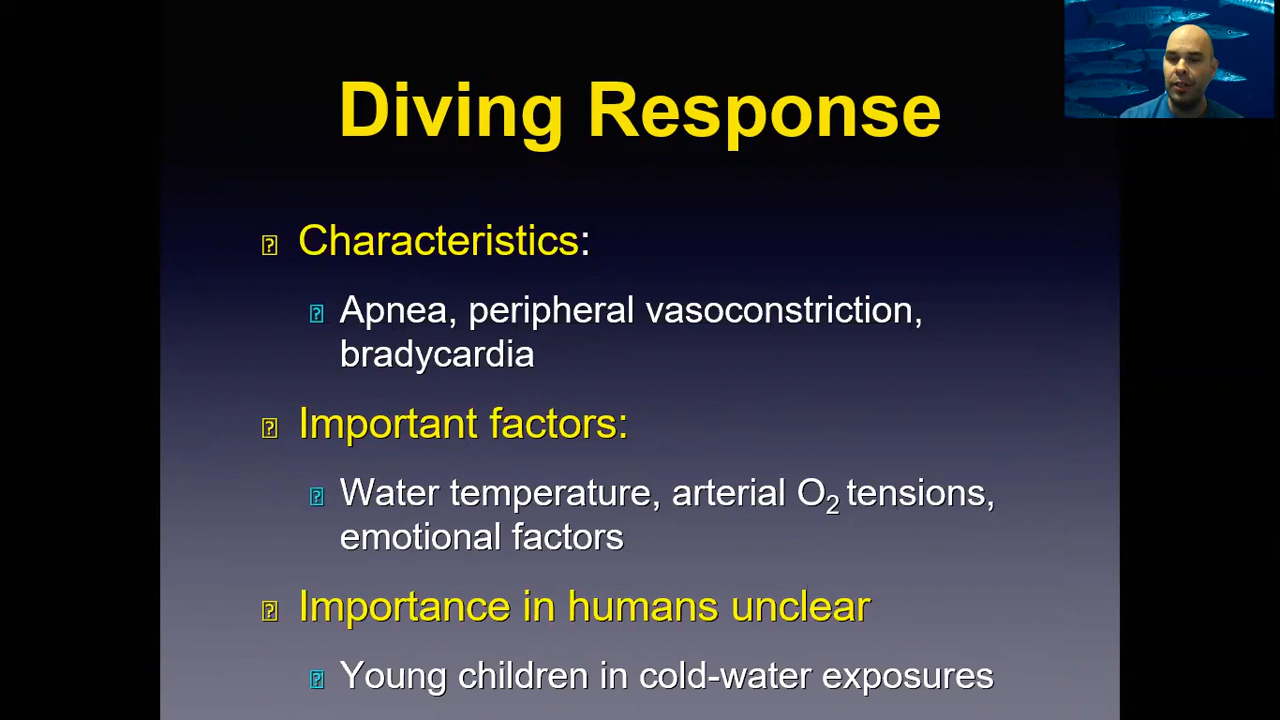 Diving Response
Characteristics:
Apnea, peripheral vasoconstriction,
bradycardia
Important factors:
Water temperature, arterial O₂ tensions,
emotional factors
Importance in humans unclear
Young children in cold-water exposures